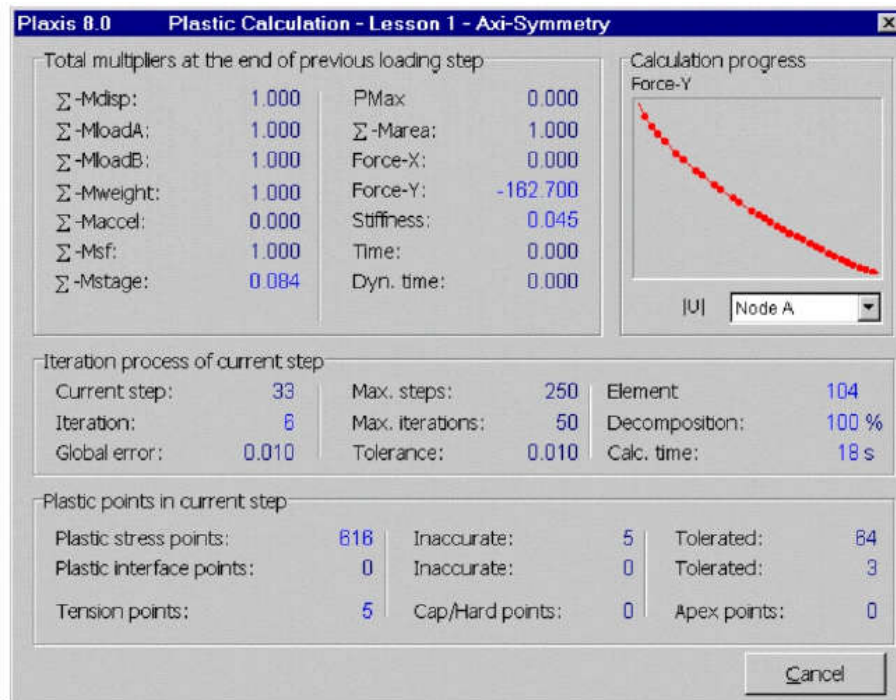 Plaxis 8.0 Plastic Calculation - Lesson 1 - Axi-Symmetry
Total multipliers at the end of previous loading step
Σ-Mdisp: 1.000 PMax 0.000
Σ-MloadA: 1.000 Σ-Marea: 1.000
Σ-MloadB: 1.000 Force-X: 0.000
Σ-Mweight: 1.000 Force-Y: -162.700
Σ-Maccel: 0.000 Stiffness: 0.045
Σ-Msf: 1.000 Time: 0.000
Σ-Mstage: 0.084 Dyn. time: 0.000
Calculation progress
Force-Y
|U| Node A
Iteration process of current step
Current step: 33 Max. steps: 250 Element 104
Iteration: 6 Max. iterations: 50 Decomposition: 100 %
Global error: 0.010 Tolerance: 0.010 Calc. time: 18 s
Plastic points in current step
Plastic stress points: 616 Inaccurate: 5 Tolerated: 64
Plastic interface points: 0 Inaccurate: 0 Tolerated: 3
Tension points: 5 Cap/Hard points: 0 Apex points: 0
Cancel